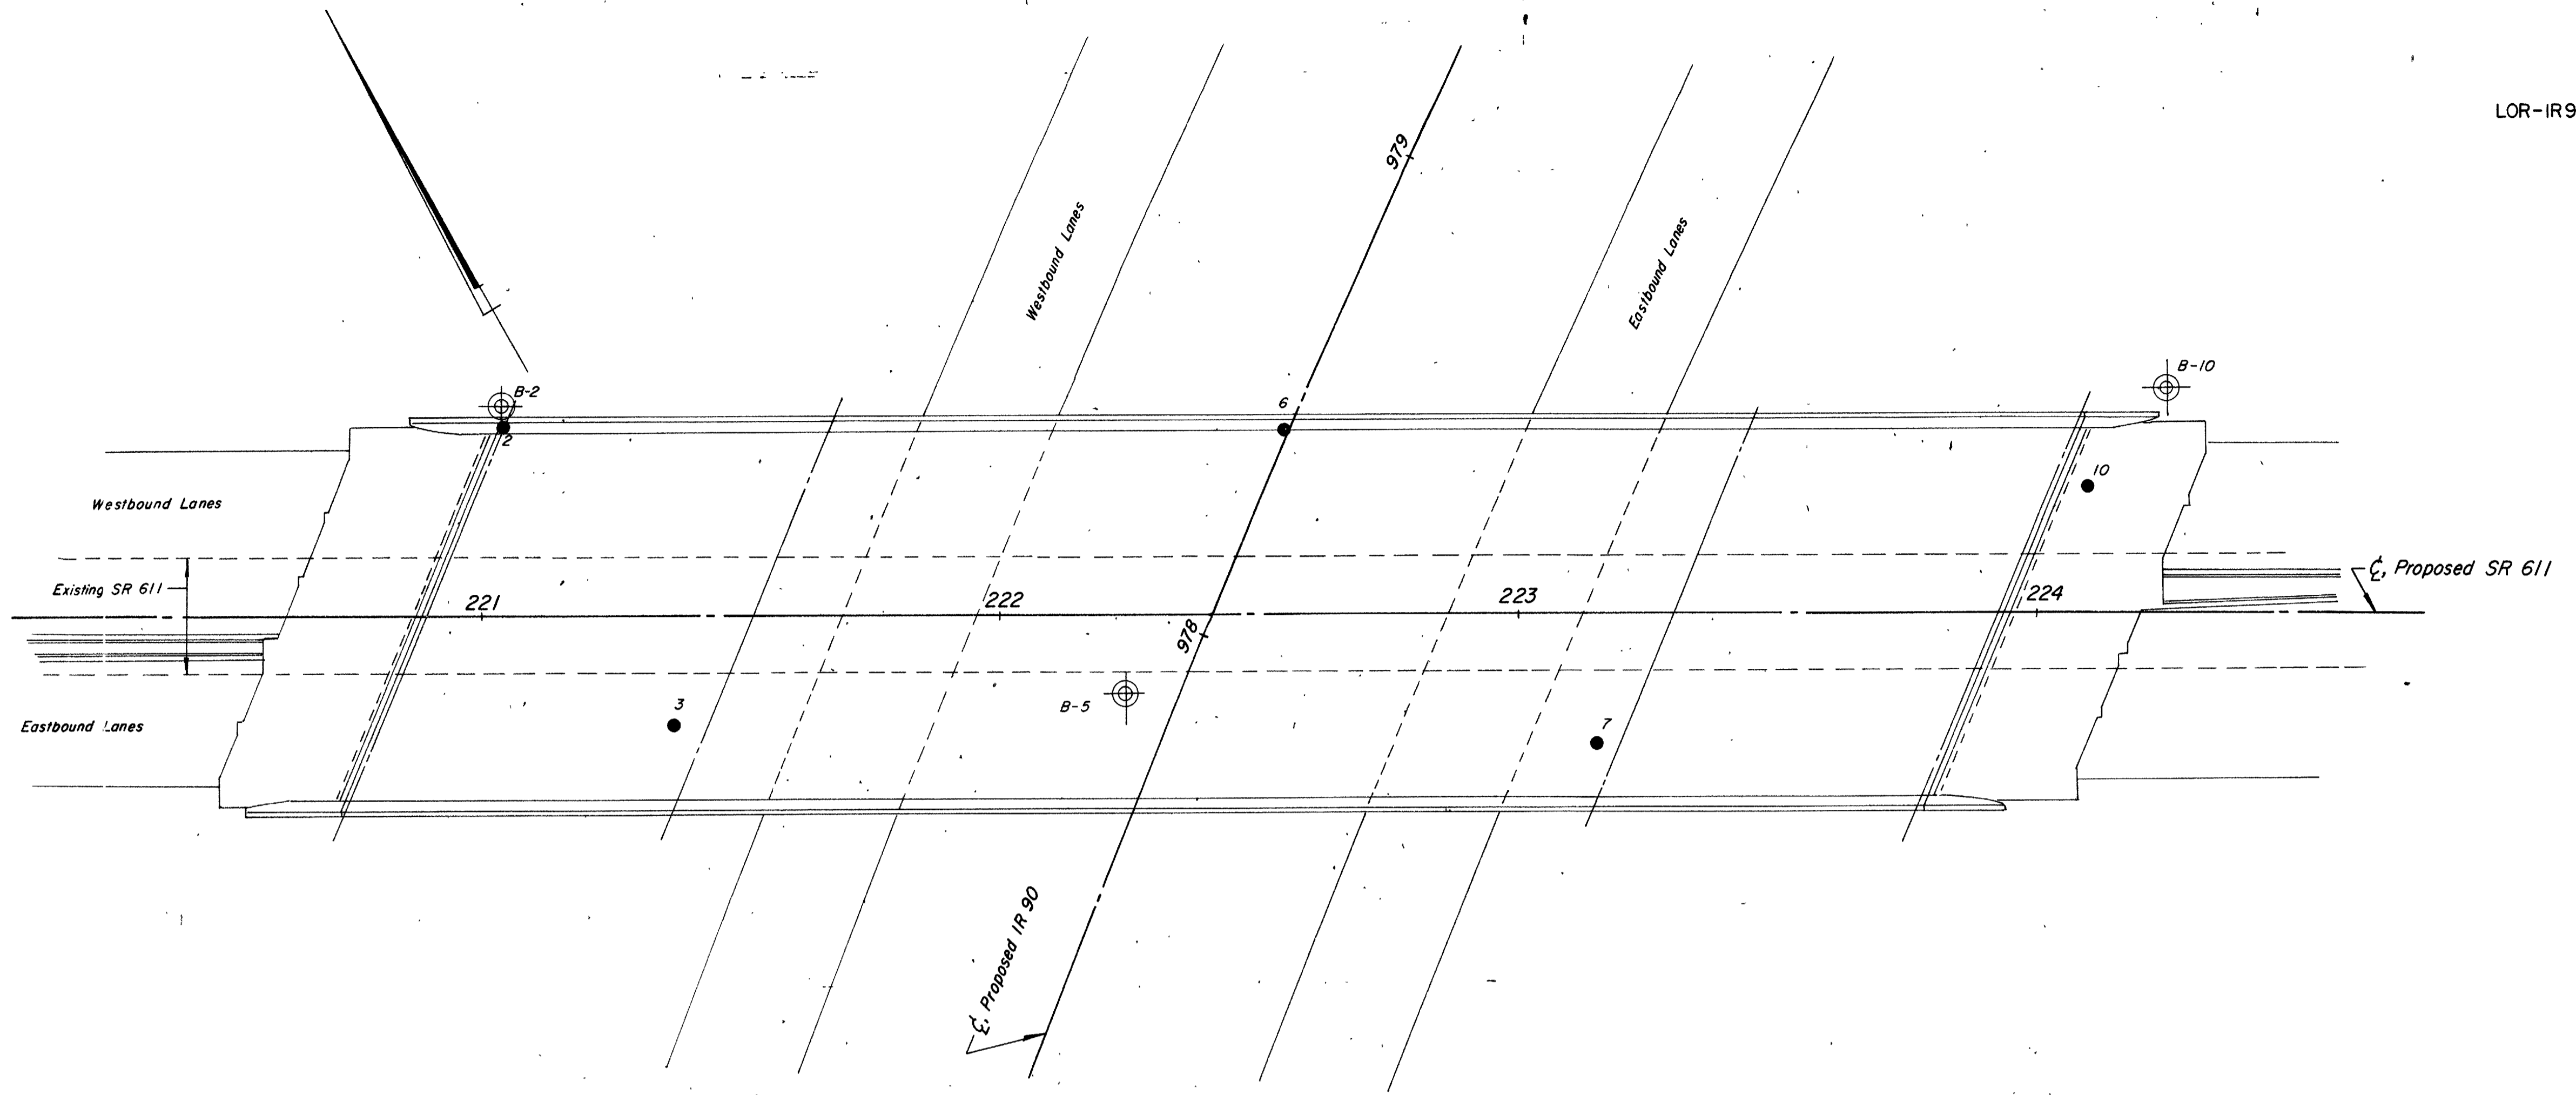 LOR-IR9
979
Westbound Lanes
Eastbound Lanes
B-2
2
6
B-10
10
Westbound Lanes
Existing SR 611
221
222
223
224
℄, Proposed SR 611
978
3
B-5
7
Eastbound Lanes
℄, Proposed IR 90